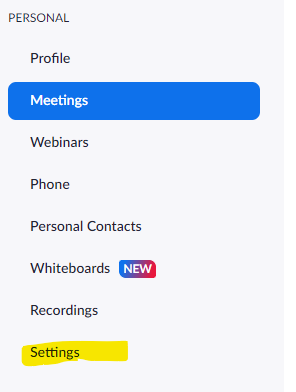 PERSONAL
Profile
Meetings
Webinars
Phone
Personal Contacts
Whiteboards NEW
Recordings
Settings